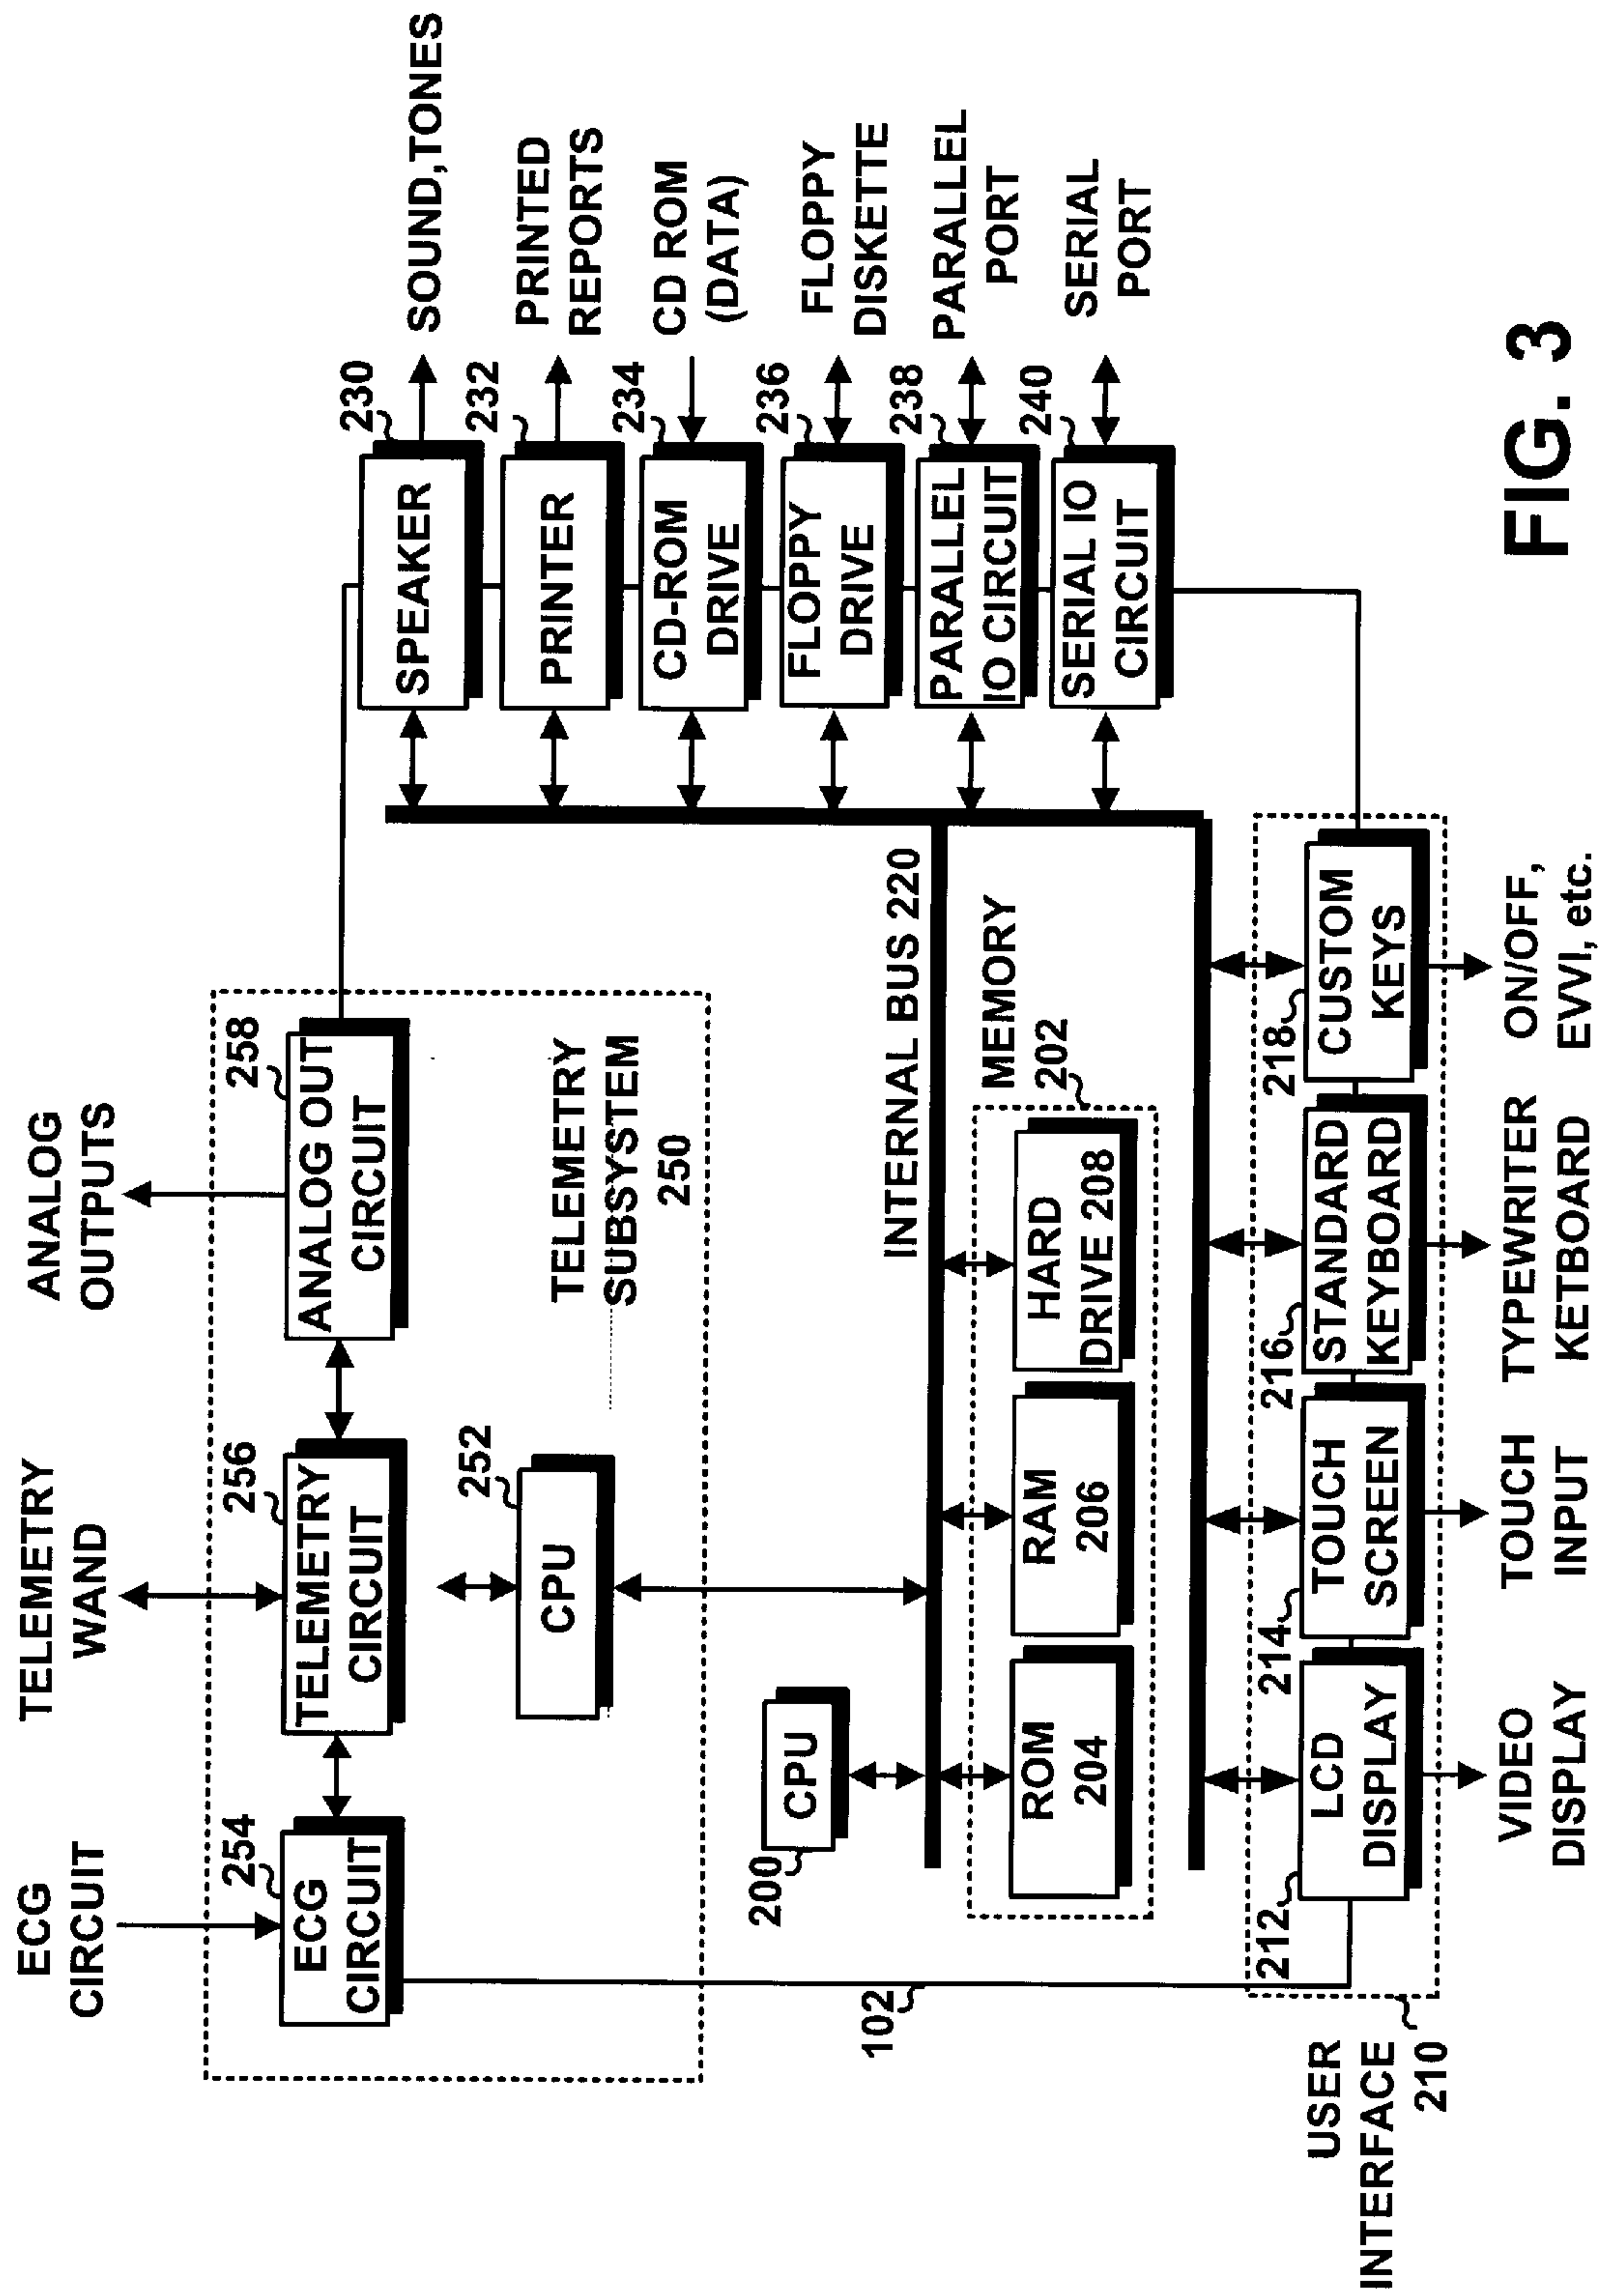 ECG
CIRCUIT
TELEMETRY
WAND
ANALOG
OUTPUTS
254
ECG
CIRCUIT
256
TELEMETRY
CIRCUIT
258
ANALOG OUT
CIRCUIT
252
CPU
TELEMETRY
SUBSYSTEM
250
200
CPU
INTERNAL BUS 220
MEMORY
202
ROM
204
RAM
206
HARD
DRIVE 208
102
USER
INTERFACE
210
212
LCD
DISPLAY
214
TOUCH
SCREEN
216
STANDARD
KEYBOARD
218
CUSTOM
KEYS
VIDEO
DISPLAY
TOUCH
INPUT
TYPEWRITER
KETBOARD
ON/OFF,
EVVI, etc.
230
SPEAKER
SOUND,TONES
232
PRINTER
PRINTED
REPORTS
234
CD-ROM
DRIVE
CD ROM
(DATA)
236
FLOPPY
DRIVE
FLOPPY
DISKETTE
238
PARALLEL
IO CIRCUIT
PARALLEL
PORT
240
SERIAL IO
CIRCUIT
SERIAL
PORT
FIG. 3